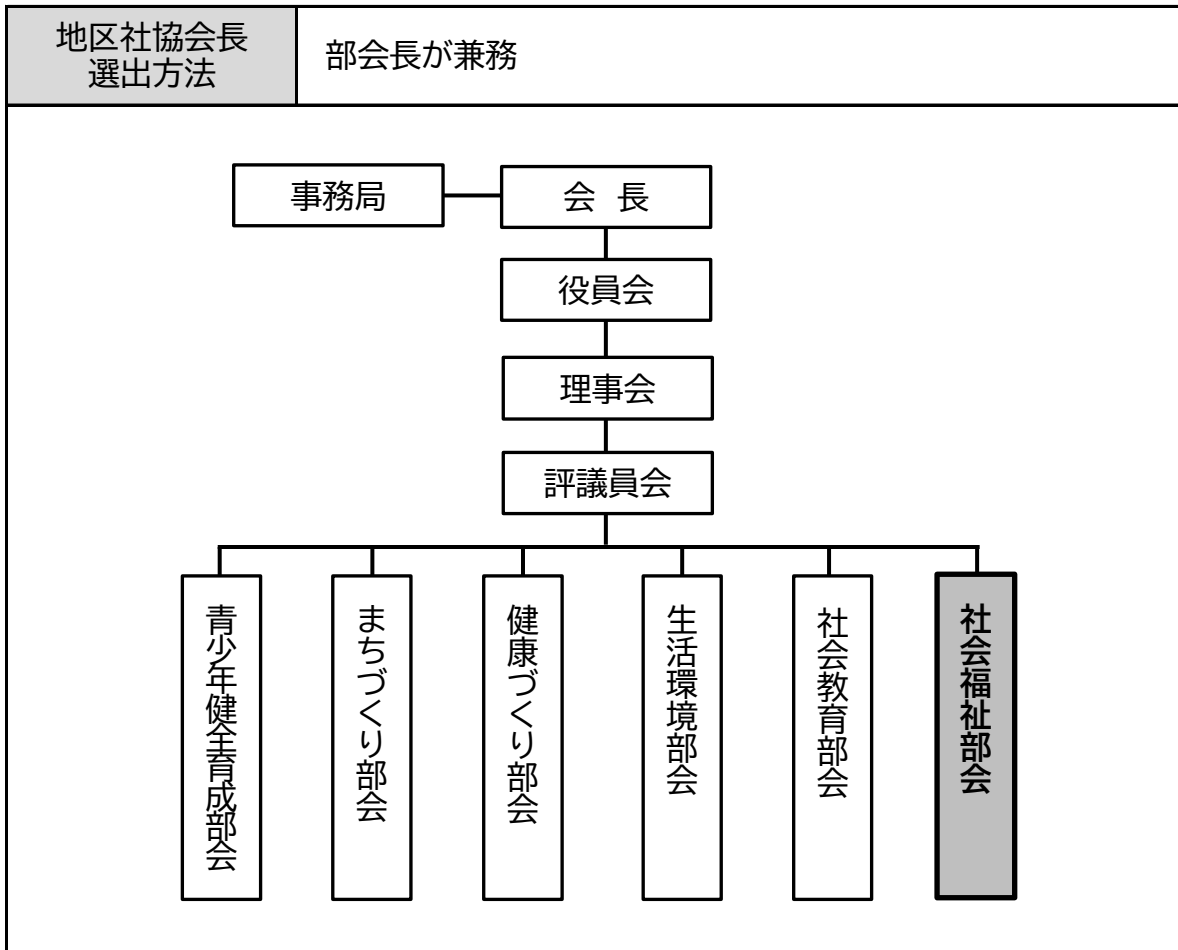 地区社協会長
選出方法
部会長が兼務
事務局
会 長
役員会
理事会
評議員会
青少年健全育成部会
まちづくり部会
健康づくり部会
生活環境部会
社会教育部会
社会福祉部会